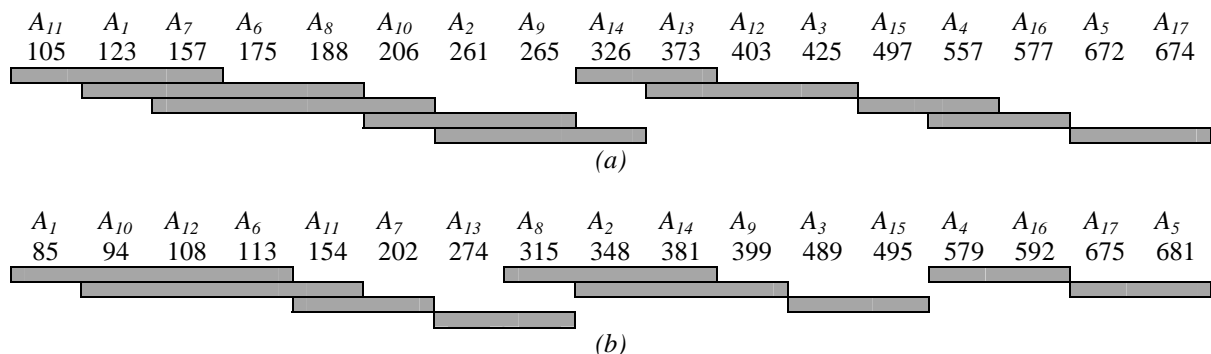 A11 A1 A7 A6 A8 A10 A2 A9 A14 A13 A12 A3 A15 A4 A16 A5 A17
105 123 157 175 188 206 261 265 326 373 403 425 497 557 577 672 674
(a)
A1 A10 A12 A6 A11 A7 A13 A8 A2 A14 A9 A3 A15 A4 A16 A17 A5
85 94 108 113 154 202 274 315 348 381 399 489 495 579 592 675 681
(b)